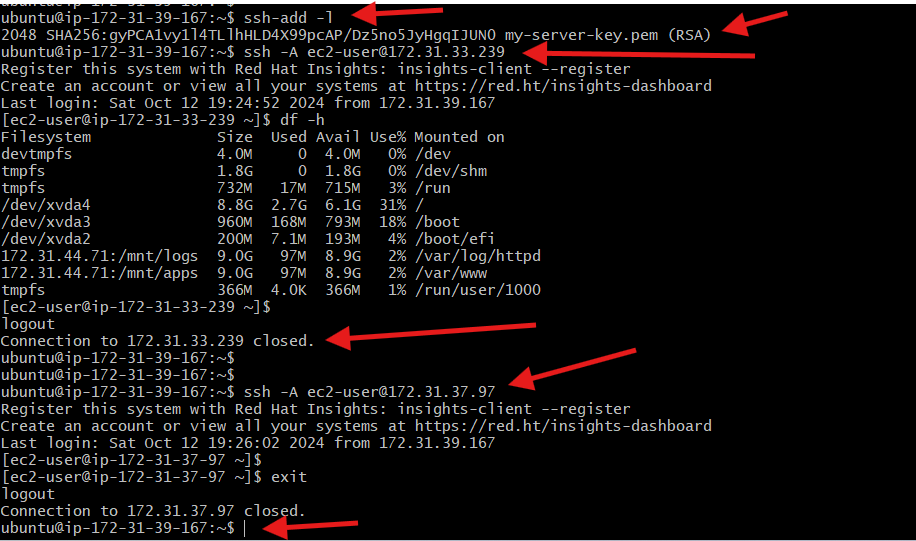 ubuntu@ip-172-31-39-167:~$ ssh-add -l
2048 SHA256:gyPCA1vy1l4TLlhHLD4X99pcAP/Dz5no5JyHgqIJUN0 my-server-key.pem (RSA)
ubuntu@ip-172-31-39-167:~$ ssh -A ec2-user@172.31.33.239
Register this system with Red Hat Insights: insights-client --register
Create an account or view all your systems at https://red.ht/insights-dashboard
Last login: Sat Oct 12 19:24:52 2024 from 172.31.39.167
[ec2-user@ip-172-31-33-239 ~]$ df -h
Filesystem Size Used Avail Use% Mounted on
devtmpfs 4.0M 0 4.0M 0% /dev
tmpfs 1.8G 0 1.8G 0% /dev/shm
tmpfs 732M 17M 715M 3% /run
/dev/xvda4 8.8G 2.7G 6.1G 31% /
/dev/xvda3 960M 168M 793M 18% /boot
/dev/xvda2 200M 7.1M 193M 4% /boot/efi
172.31.44.71:/mnt/logs 9.0G 97M 8.9G 2% /var/log/httpd
172.31.44.71:/mnt/apps 9.0G 97M 8.9G 2% /var/www
tmpfs 366M 4.0K 366M 1% /run/user/1000
[ec2-user@ip-172-31-33-239 ~]$
logout
Connection to 172.31.33.239 closed.
ubuntu@ip-172-31-39-167:~$
ubuntu@ip-172-31-39-167:~$
ubuntu@ip-172-31-39-167:~$ ssh -A ec2-user@172.31.37.97
Register this system with Red Hat Insights: insights-client --register
Create an account or view all your systems at https://red.ht/insights-dashboard
Last login: Sat Oct 12 19:26:02 2024 from 172.31.39.167
[ec2-user@ip-172-31-37-97 ~]$
[ec2-user@ip-172-31-37-97 ~]$ exit
logout
Connection to 172.31.37.97 closed.
ubuntu@ip-172-31-39-167:~$